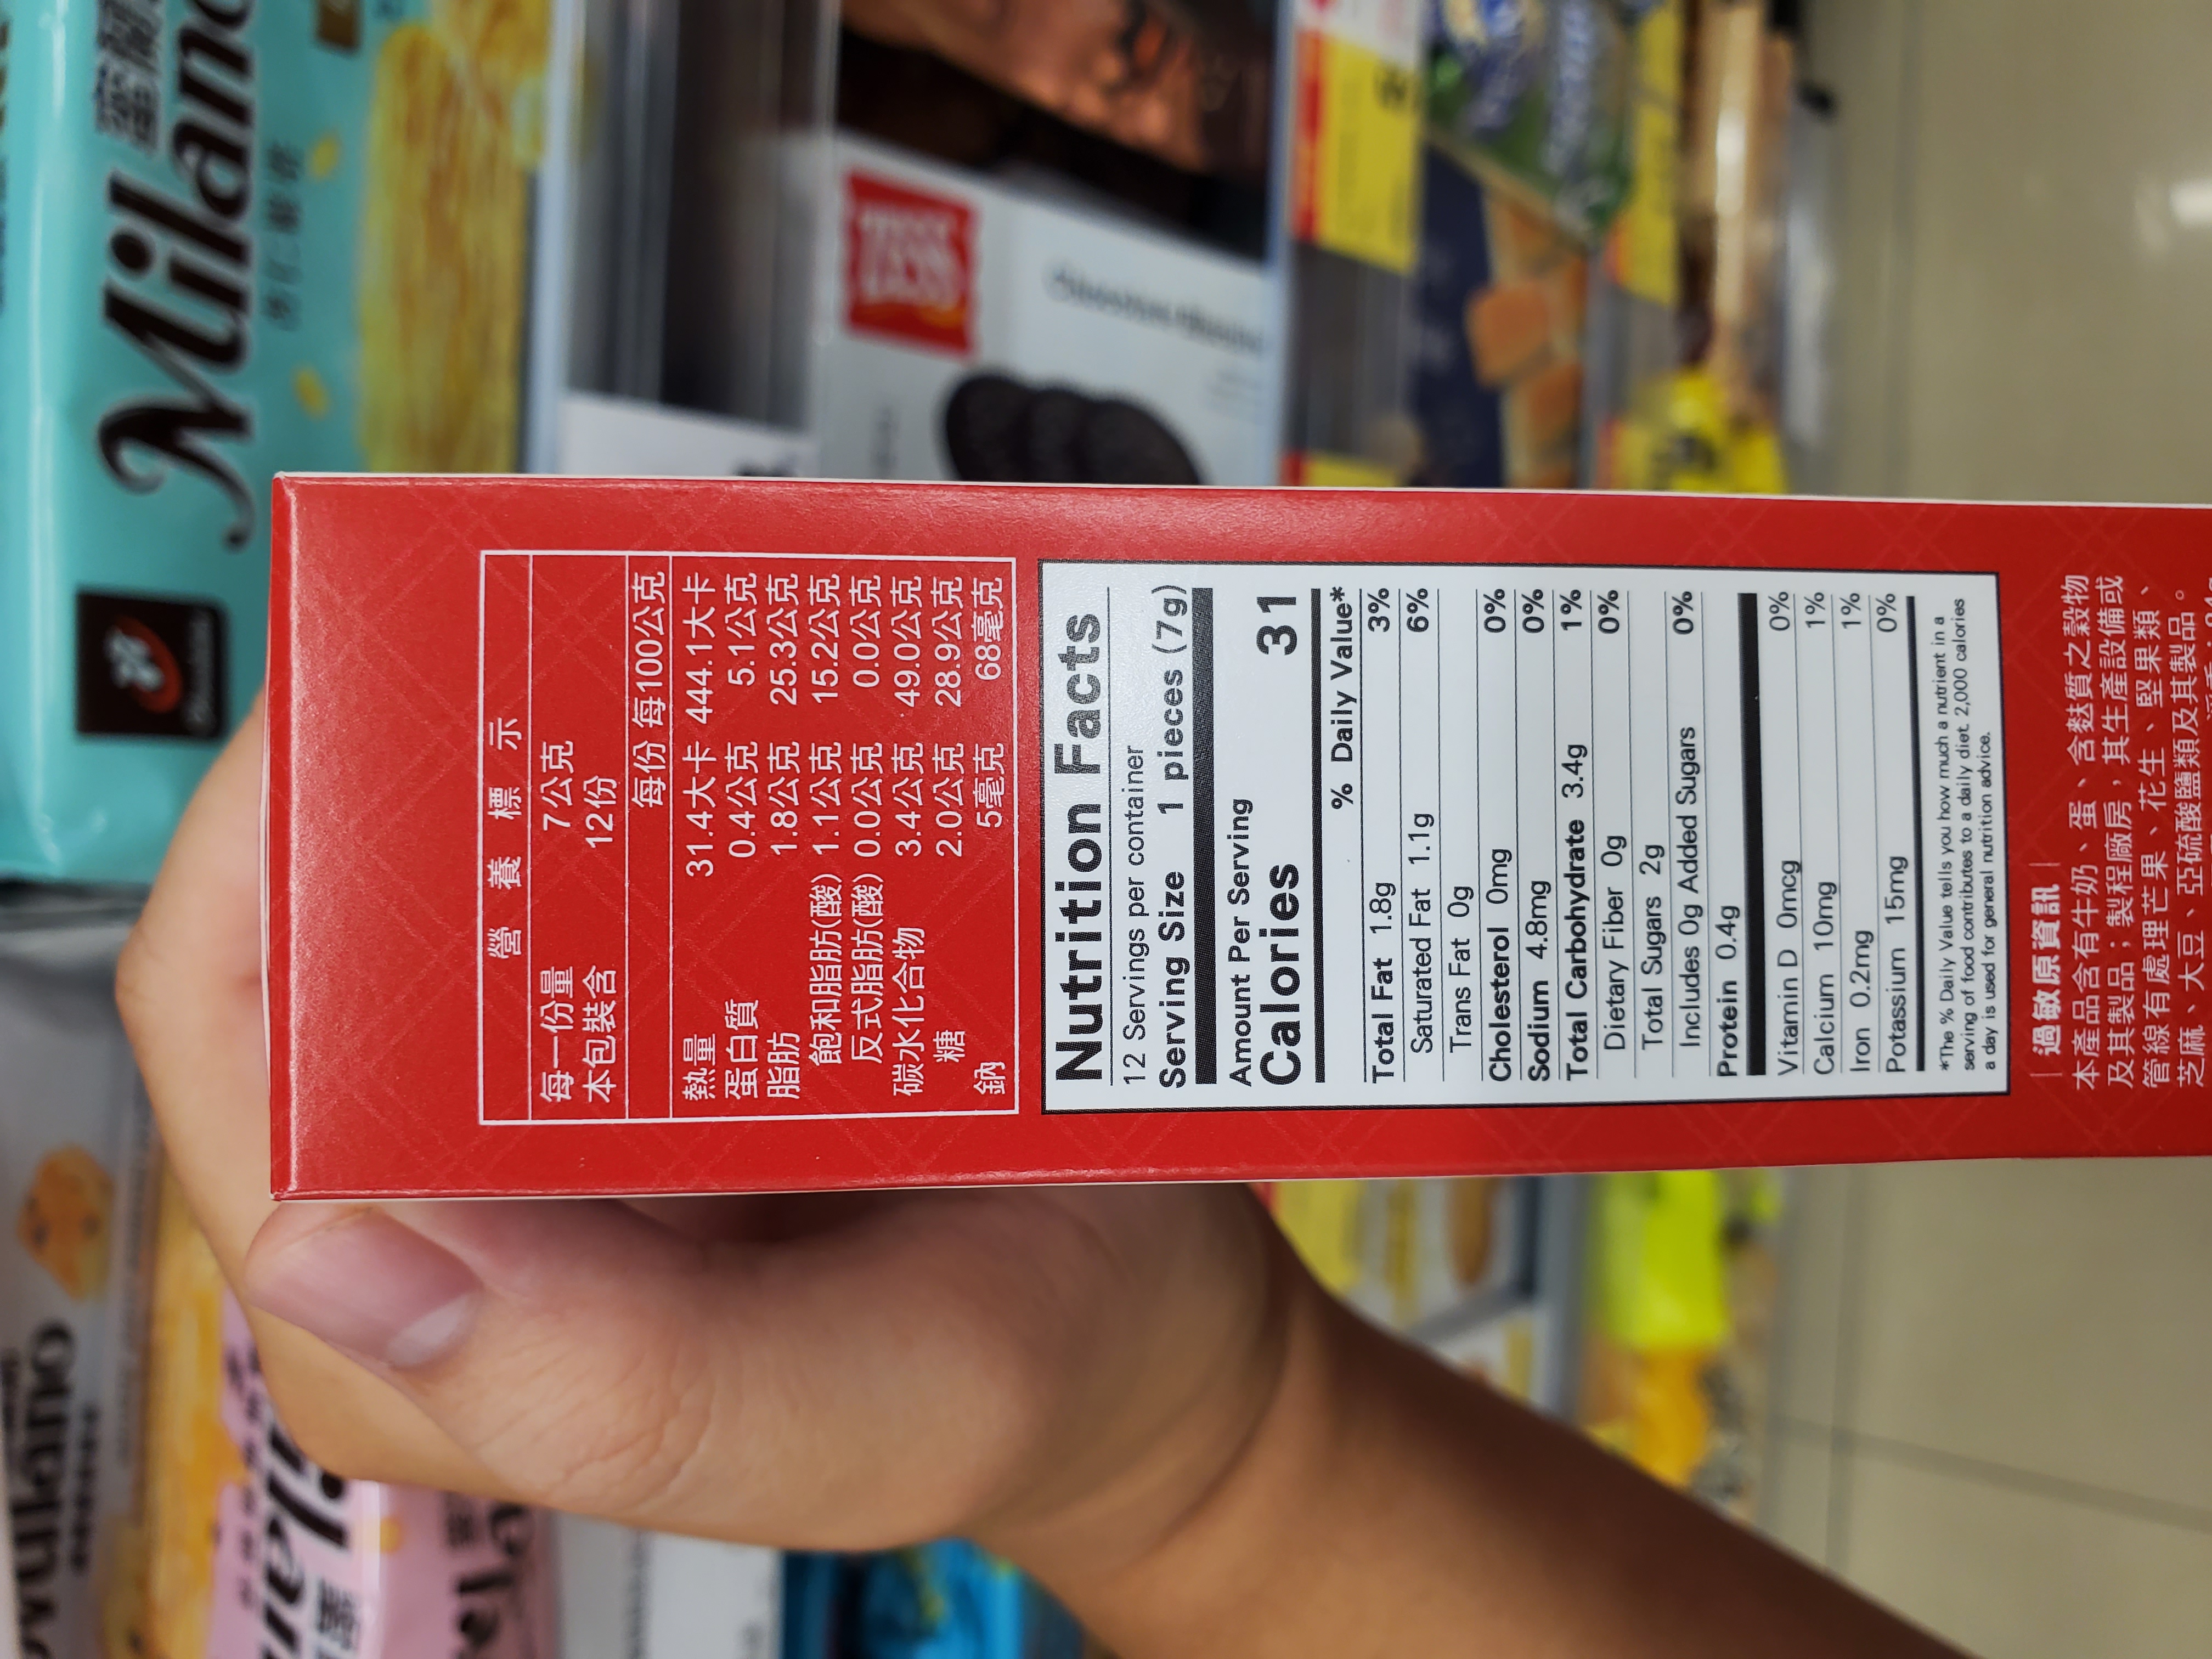 Milano
營養標示
每一份量 7公克
本包裝含 12份
每份 每100公克
熱量 31.4大卡 444.1大卡
蛋白質 0.4公克 5.1公克
脂肪 1.8公克 25.3公克
飽和脂肪(酸) 1.1公克 15.2公克
反式脂肪(酸) 0.0公克 0.0公克
碳水化合物 3.4公克 49.0公克
糖 2.0公克 28.9公克
鈉 5毫克 68毫克
Nutrition Facts
12 Servings per container
Serving Size 1 pieces (7g)
Amount Per Serving
Calories 31
% Daily Value*
Total Fat 1.8g 3%
Saturated Fat 1.1g 6%
Trans Fat 0g
Cholesterol 0mg 0%
Sodium 4.8mg 0%
Total Carbohydrate 3.4g 1%
Dietary Fiber 0g 0%
Total Sugars 2g
Includes 0g Added Sugars 0%
Protein 0.4g
Vitamin D 0mcg 0%
Calcium 10mg 1%
Iron 0.2mg 1%
Potassium 15mg 0%
*The % Daily Value tells you how much a nutrient in a
serving of food contributes to a daily diet. 2,000 calories
a day is used for general nutrition advice.
過敏原資訊
本產品含有牛奶、蛋、含麩質之穀物
及其製品；製程廠房，其生產設備或
管線有處理芒果、花生、堅果類、
芝麻、大豆、亞硫酸鹽類及其製品。